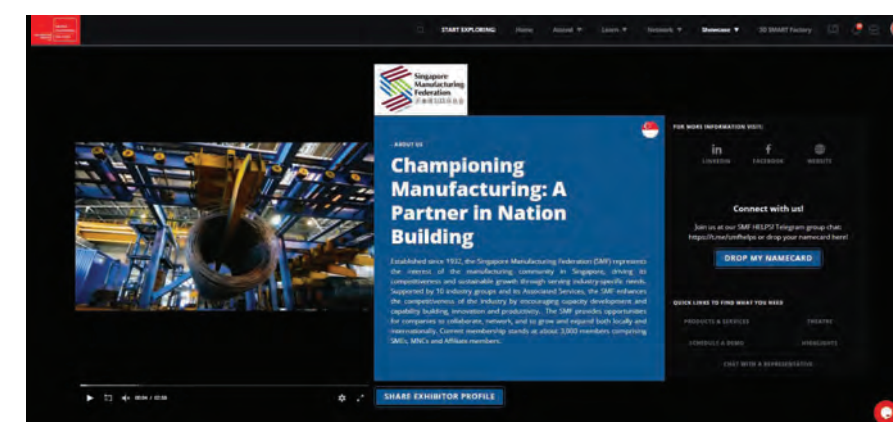 START EXPLORING:
Home
Attend
Learn
Network
Showcase
3D SMART Factory
Singapore
Manufacturing
Federation
- ABOUT US
Championing
Manufacturing: A
Partner in Nation
Building
Established since 1932, the Singapore Manufacturing Federation (SMF) represents
the interest of the manufacturing community in Singapore, driving its
competitiveness and sustainable growth through serving industry-specific needs.
Supported by 10 industry groups and its Associated Services, the SMF enhances
the competitiveness of the industry by encouraging capacity development and
capability building, innovation and productivity. The SMF provides opportunities
for companies to collaborate, network, and to grow and expand both locally and
internationally. Current membership stands at about 3,000 members comprising
SMEs, MNCs and Affiliate members.
SHARE EXHIBITOR PROFILE
FOR MORE INFORMATION VISIT:
LINKEDIN
FACEBOOK
WEBSITE
Connect with us!
Join us at our SMF HELPS! Telegram group chat:
https://t.me/smfhelps or drop your namecard here!
DROP MY NAMECARD
QUICK LINKS TO FIND WHAT YOU NEED
PRODUCTS & SERVICES
THEATRE
SCHEDULE A DEMO
HIGHLIGHTS
CHAT WITH A REPRESENTATIVE